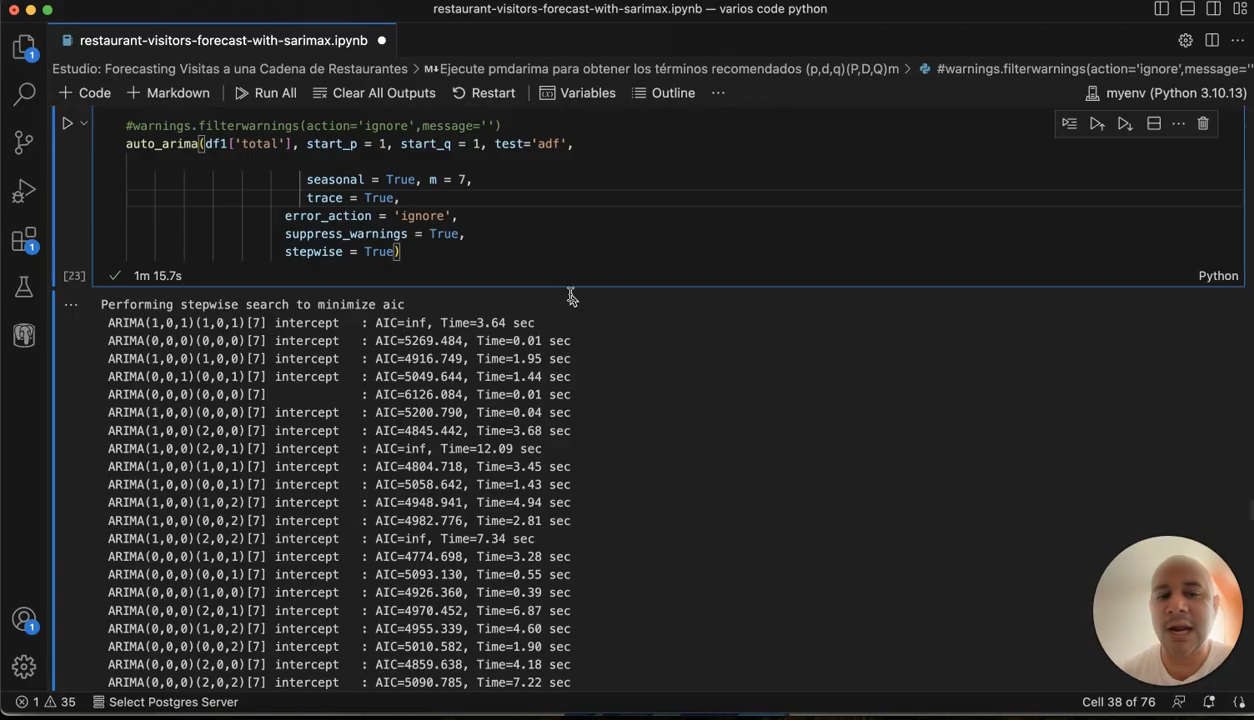 restaurant-visitors-forecast-with-sarimax.ipynb — varios code python
restaurant-visitors-forecast-with-sarimax.ipynb
Estudio: Forecasting Visitas a una Cadena de Restaurantes > M↓Ejecute pmdarima para obtener los términos recomendados (p,d,q)(P,D,Q)m > #warnings.filterwarnings(action='ignore',message=''
+ Code + Markdown Run All Clear All Outputs Restart Variables Outline ... myenv (Python 3.10.13)
#warnings.filterwarnings(action='ignore',message='')
auto_arima(df1['total'], start_p = 1, start_q = 1, test='adf',
seasonal = True, m = 7,
trace = True,
error_action = 'ignore',
suppress_warnings = True,
stepwise = True)
[23] 1m 15.7s Python
... Performing stepwise search to minimize aic
ARIMA(1,0,1)(1,0,1)[7] intercept : AIC=inf, Time=3.64 sec
ARIMA(0,0,0)(0,0,0)[7] intercept : AIC=5269.484, Time=0.01 sec
ARIMA(1,0,0)(1,0,0)[7] intercept : AIC=4916.749, Time=1.95 sec
ARIMA(0,0,1)(0,0,1)[7] intercept : AIC=5049.644, Time=1.44 sec
ARIMA(0,0,0)(0,0,0)[7] : AIC=6126.084, Time=0.01 sec
ARIMA(1,0,0)(0,0,0)[7] intercept : AIC=5200.790, Time=0.04 sec
ARIMA(1,0,0)(2,0,0)[7] intercept : AIC=4845.442, Time=3.68 sec
ARIMA(1,0,0)(2,0,1)[7] intercept : AIC=inf, Time=12.09 sec
ARIMA(1,0,0)(1,0,1)[7] intercept : AIC=4804.718, Time=3.45 sec
ARIMA(1,0,0)(0,0,1)[7] intercept : AIC=5058.642, Time=1.43 sec
ARIMA(1,0,0)(1,0,2)[7] intercept : AIC=4948.941, Time=4.94 sec
ARIMA(1,0,0)(0,0,2)[7] intercept : AIC=4982.776, Time=2.81 sec
ARIMA(1,0,0)(2,0,2)[7] intercept : AIC=inf, Time=7.34 sec
ARIMA(0,0,0)(1,0,1)[7] intercept : AIC=4774.698, Time=3.28 sec
ARIMA(0,0,0)(0,0,1)[7] intercept : AIC=5093.130, Time=0.55 sec
ARIMA(0,0,0)(1,0,0)[7] intercept : AIC=4926.360, Time=0.39 sec
ARIMA(0,0,0)(2,0,1)[7] intercept : AIC=4970.452, Time=6.87 sec
ARIMA(0,0,0)(1,0,2)[7] intercept : AIC=4955.339, Time=4.60 sec
ARIMA(0,0,0)(0,0,2)[7] intercept : AIC=5010.582, Time=1.90 sec
ARIMA(0,0,0)(2,0,0)[7] intercept : AIC=4859.638, Time=4.18 sec
ARIMA(0,0,0)(2,0,2)[7] intercept : AIC=5090.785, Time=7.22 sec
1 35 Select Postgres Server Cell 38 of 76